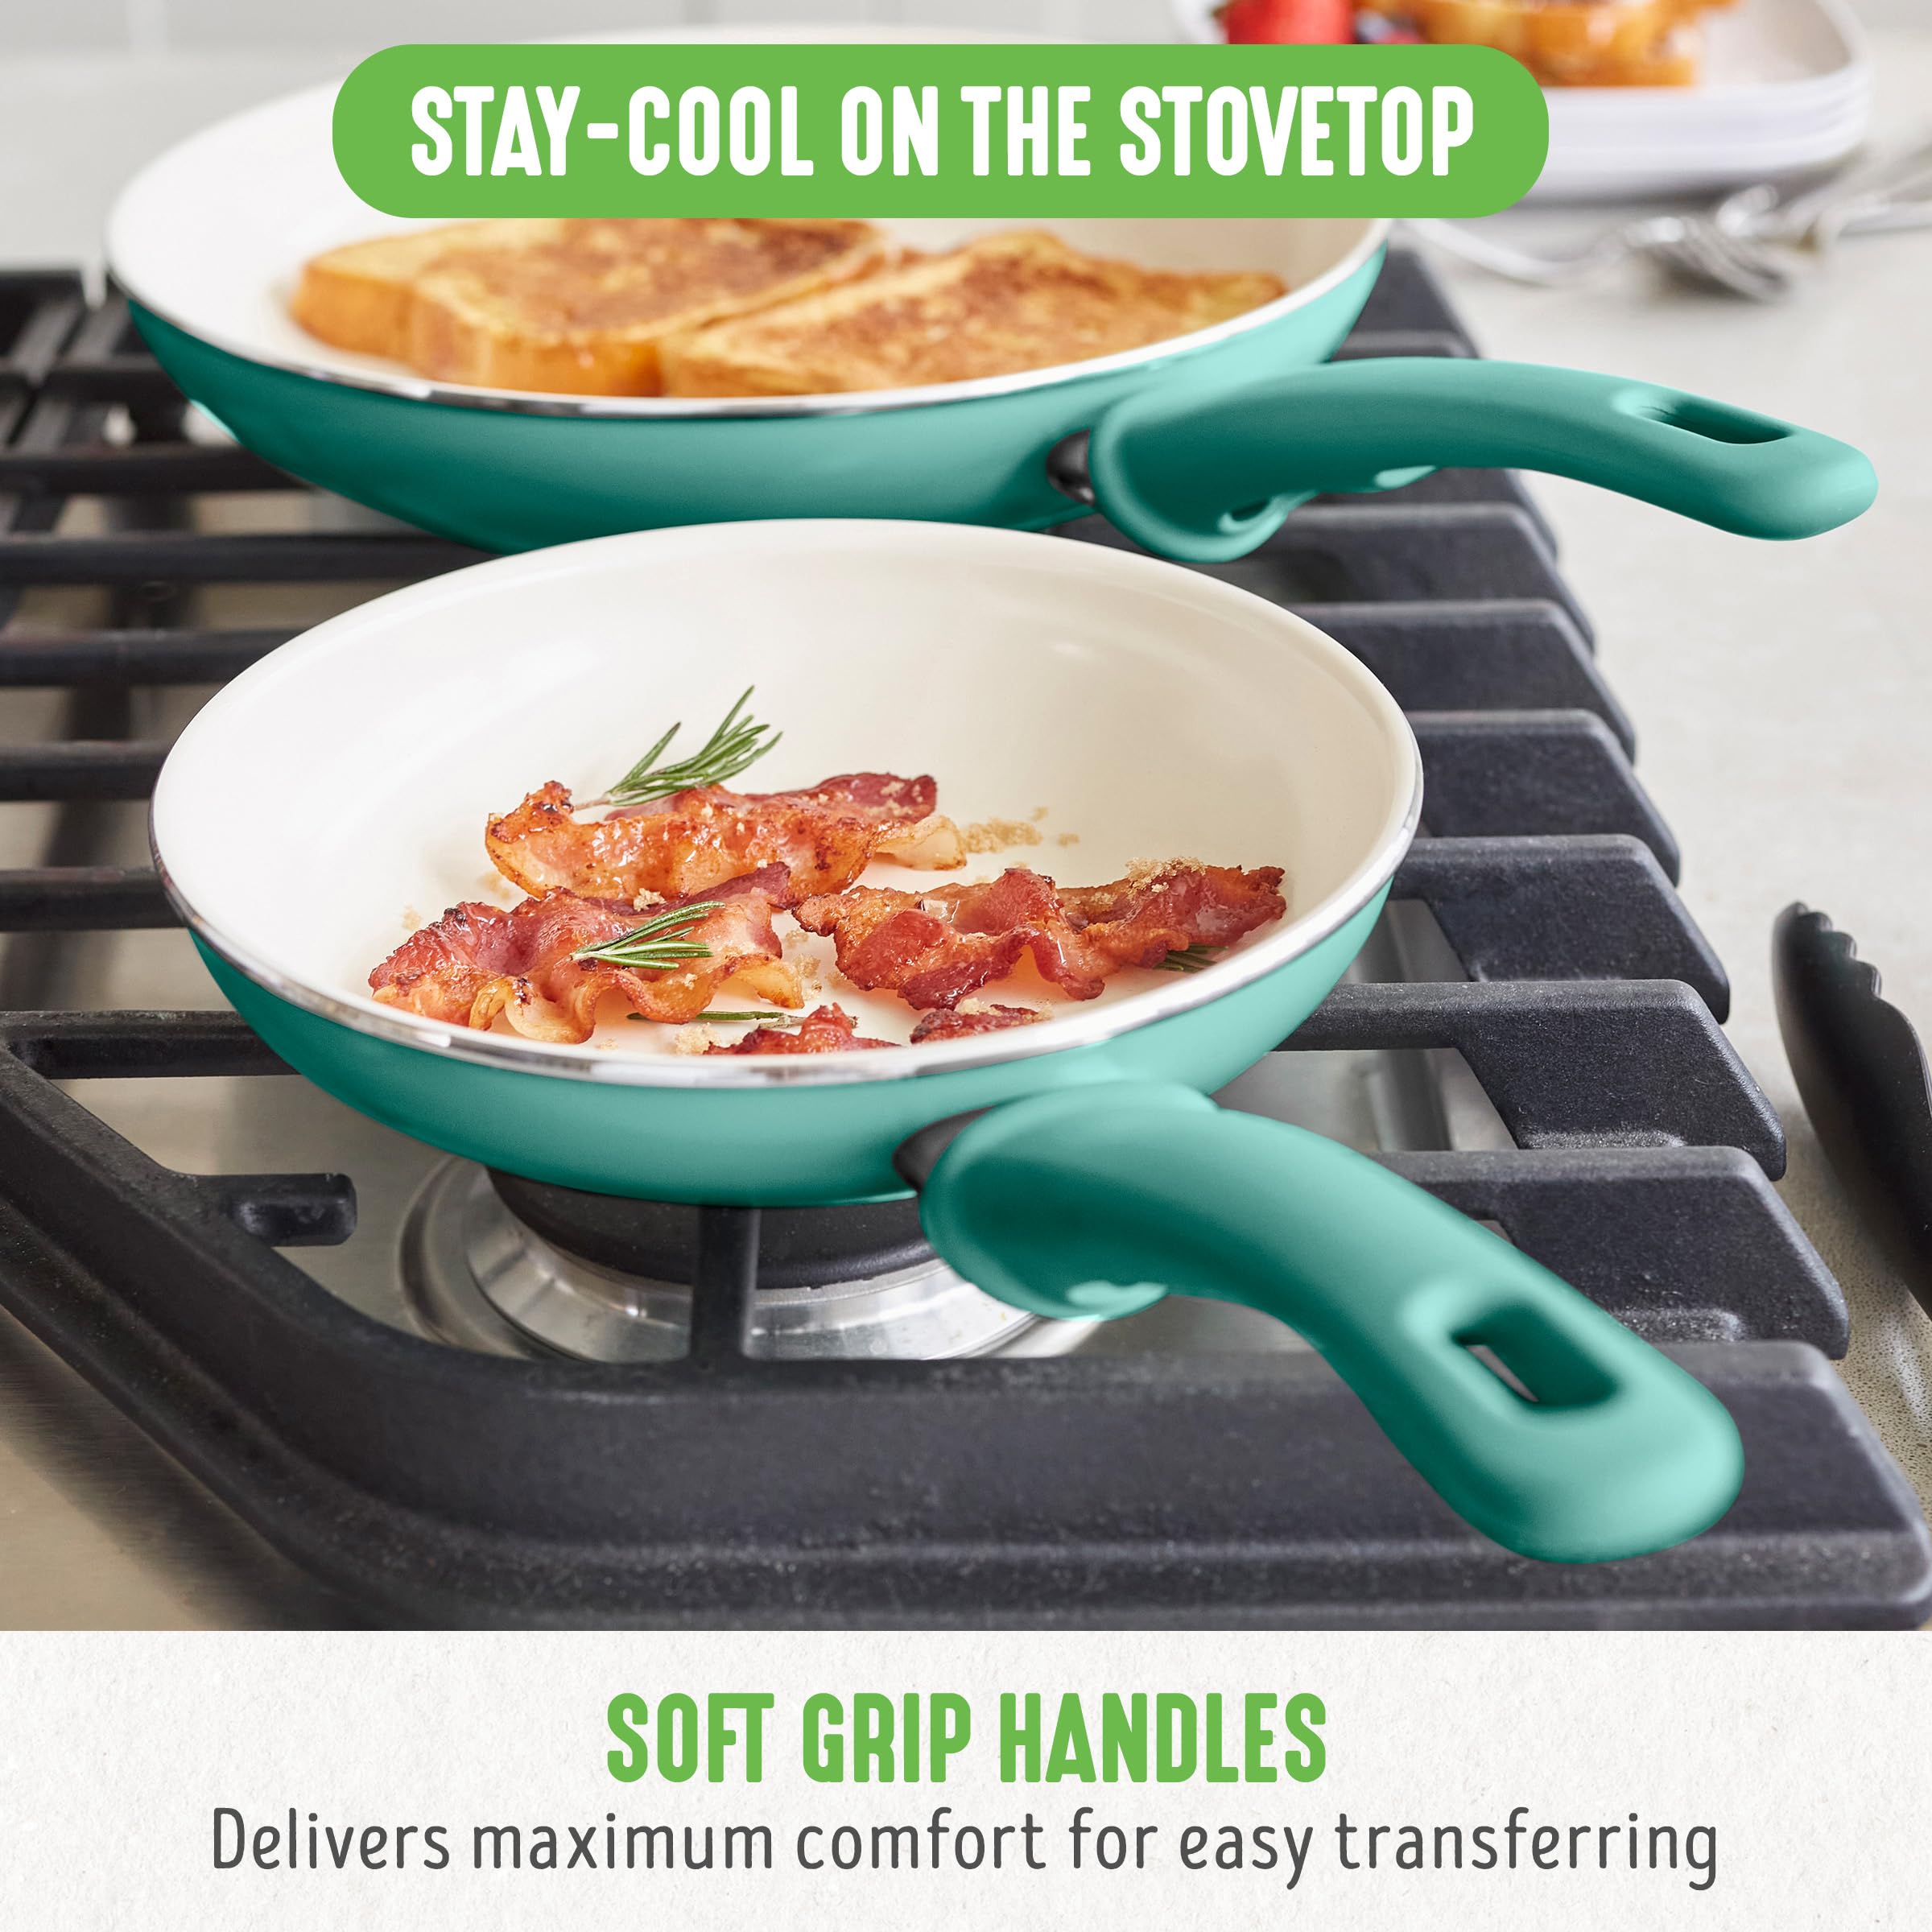 STAY-COOL ON THE STOVETOP
SOFT GRIP HANDLES
Delivers maximum comfort for easy transferring